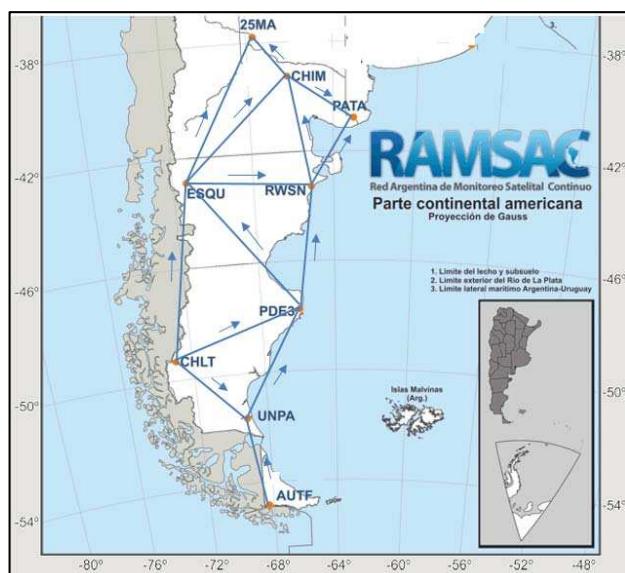 25MA
-38°
-38°
CHIM
PATA
3.
RAMSAC
Red Argentina de Monitoreo Satelital Continuo
Parte continental americana
Proyección de Gauss
-42°
ESQU
RWSN
-42°
1. Límite del lecho y subsuelo
2. Límite exterior del Río de La Plata
3. Límite lateral marítimo Argentina-Uruguay
-46°
PDE3
-46°
CHLT
Islas Malvinas
(Arg.)
-50°
UNPA
-50°
AUTF
-54°
-54°
-80°
-76°
-72°
-68°
-64°
-60°
-56°
-52°
-48°